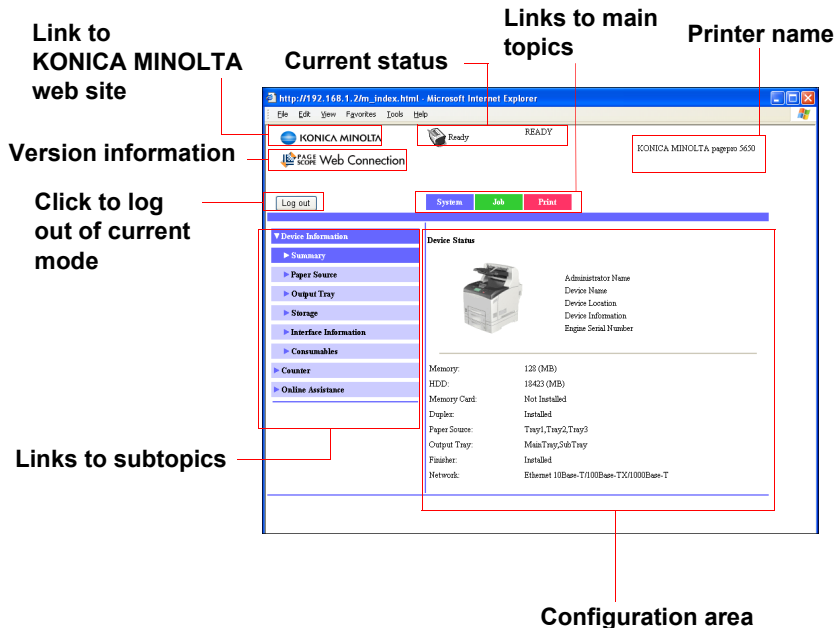 Link to
KONICA MINOLTA
web site
Current status
Links to main
topics
Printer name
http://192.168.1.2/m_index.html - Microsoft Internet Explorer
File Edit View Favorites Tools Help
KONICA MINOLTA
Ready
READY
KONICA MINOLTA pagepro 5650
Version information
PAGE
SCOPE Web Connection
Click to log
out of current
mode
Log out
System Job Print
Device Information
Summary
Paper Source
Output Tray
Storage
Interface Information
Consumables
Counter
Online Assistance
Links to subtopics
Device Status
Administrator Name
Device Name
Device Location
Device Information
Engine Serial Number
Memory: 128 (MB)
HDD: 18423 (MB)
Memory Card: Not Installed
Duplex: Installed
Paper Source: Tray1,Tray2,Tray3
Output Tray: MainTray,SubTray
Finisher: Installed
Network: Ethernet 10Base-T/100Base-TX/1000Base-T
Configuration area